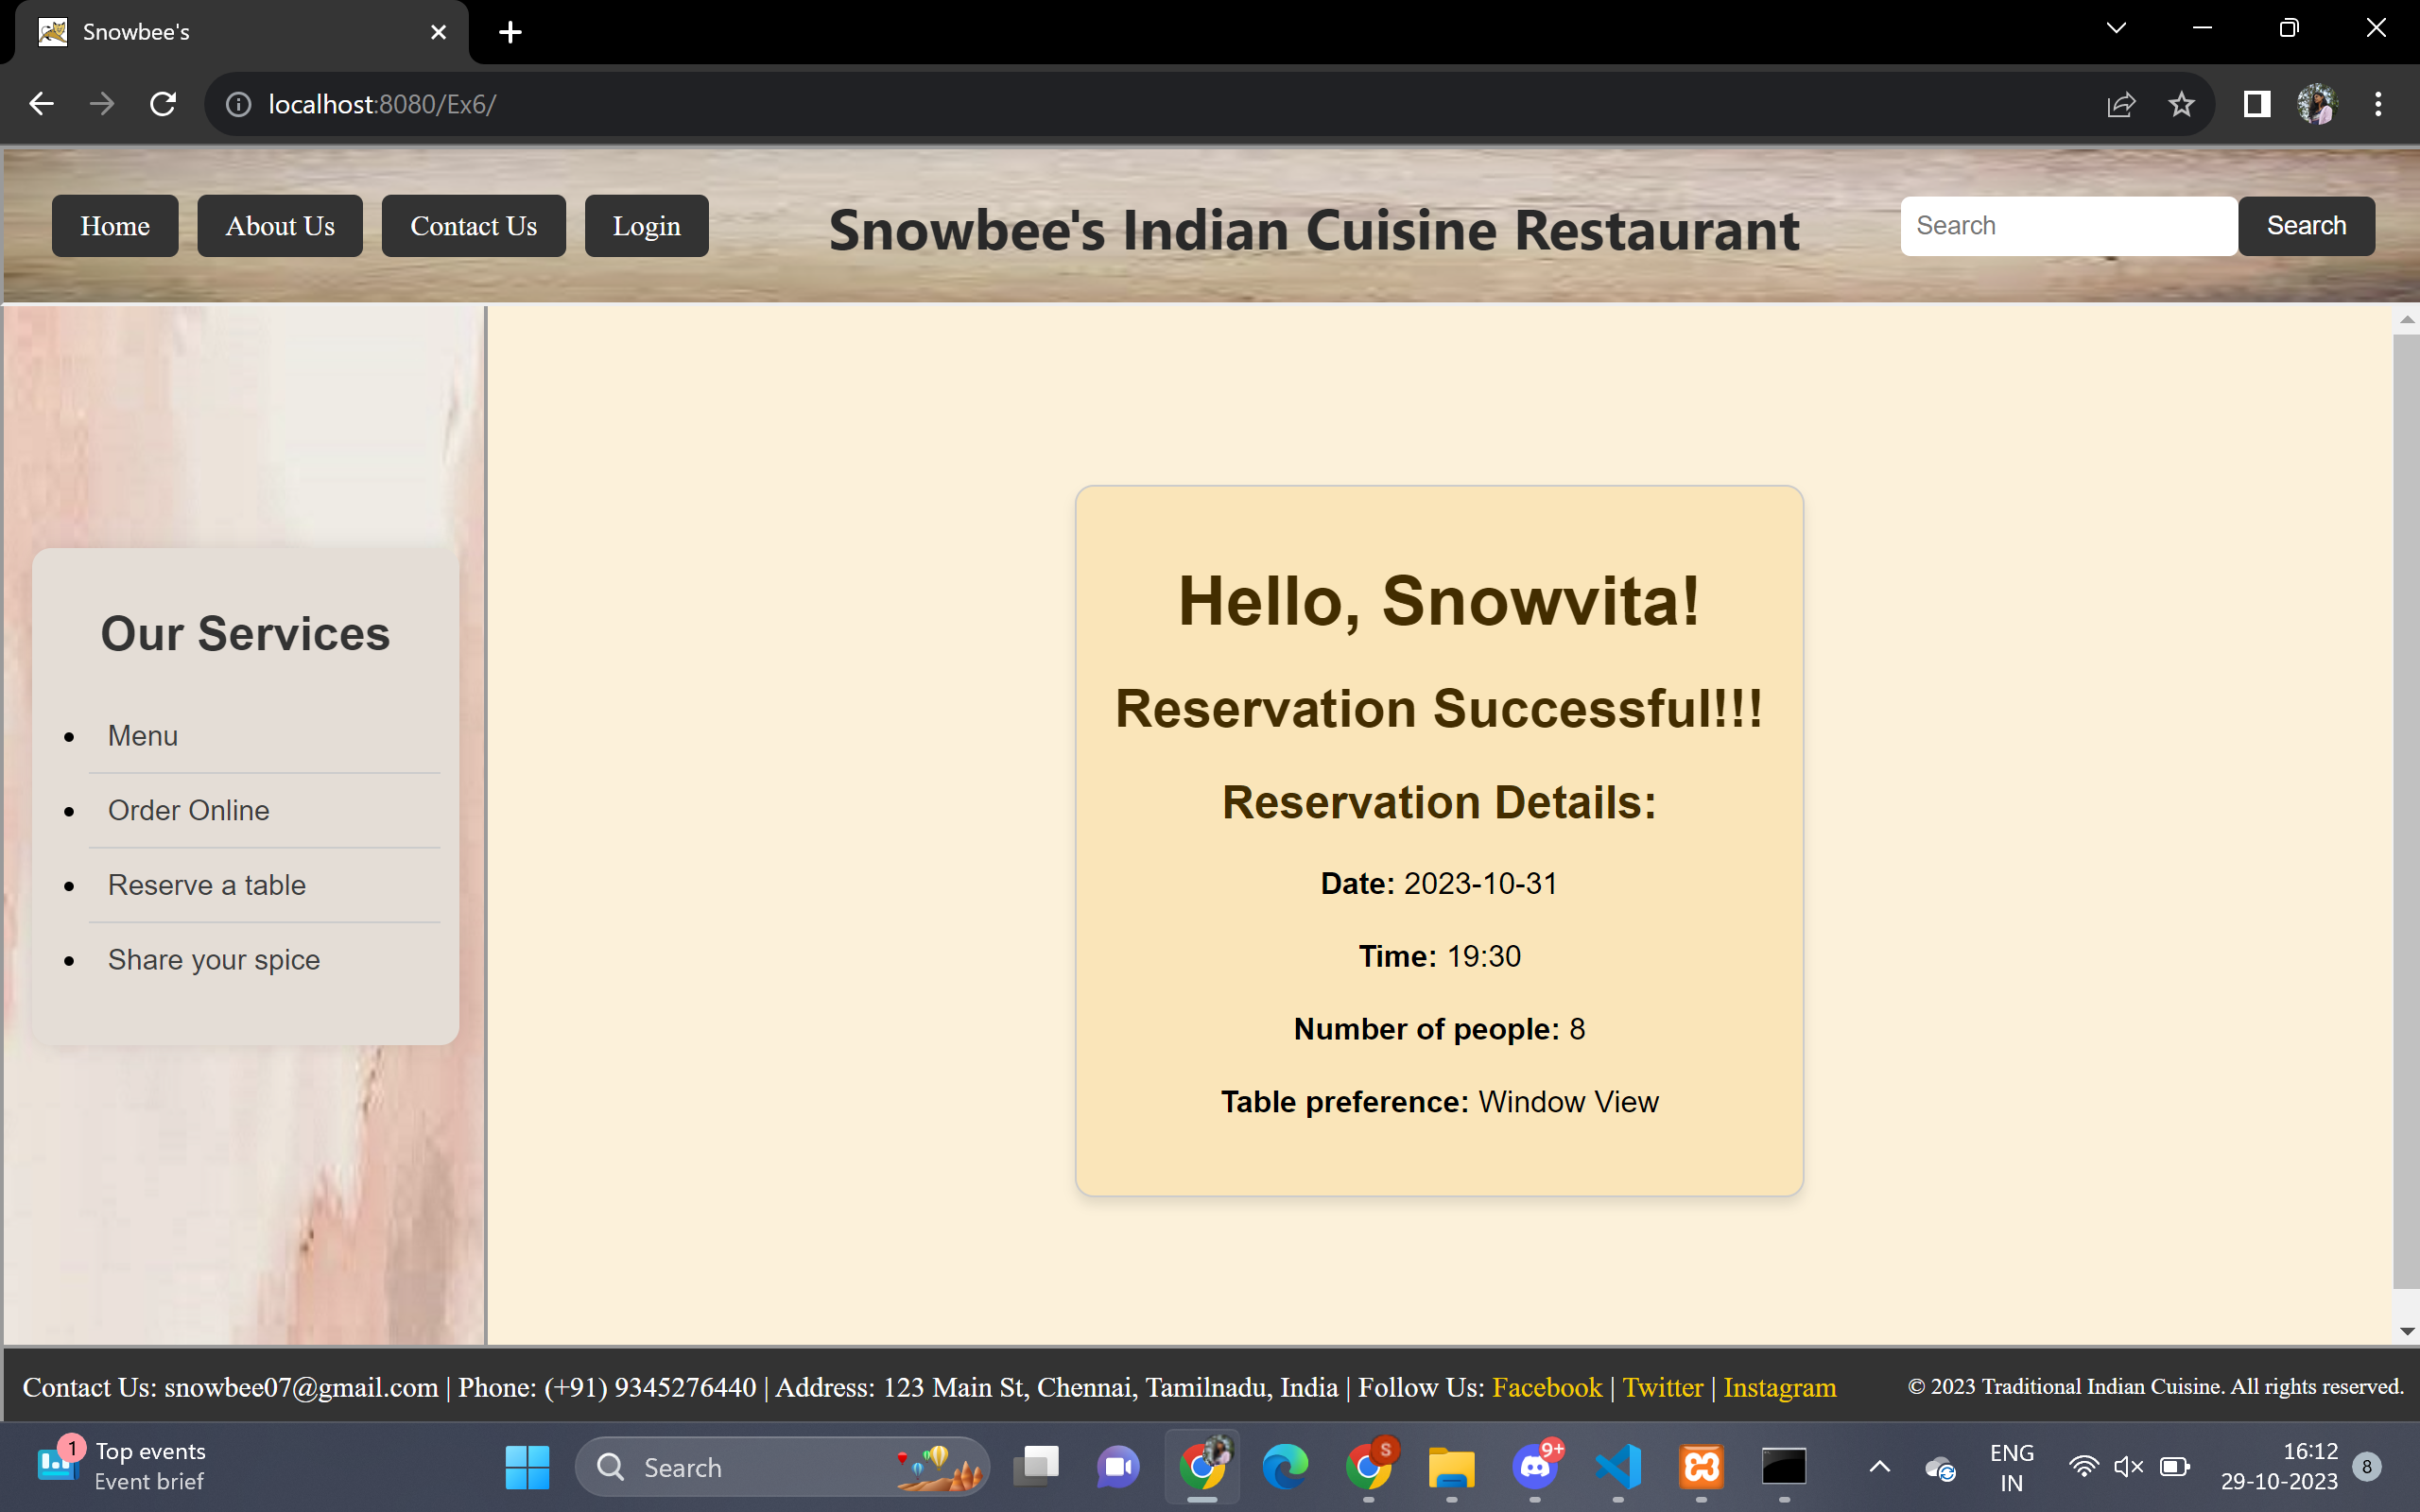 Snowbee's
localhost:8080/Ex6/
Home
About Us
Contact Us
Login
Snowbee's Indian Cuisine Restaurant
Search
Search
Our Services
Menu
Order Online
Reserve a table
Share your spice
Hello, Snowvita!
Reservation Successful!!!
Reservation Details:
Date: 2023-10-31
Time: 19:30
Number of people: 8
Table preference: Window View
Contact Us: snowbee07@gmail.com | Phone: (+91) 9345276440 | Address: 123 Main St, Chennai, Tamilnadu, India | Follow Us: Facebook | Twitter | Instagram
© 2023 Traditional Indian Cuisine. All rights reserved.
1
Top events
Event brief
Search
S
9+
ENG
IN
16:12
29-10-2023
8